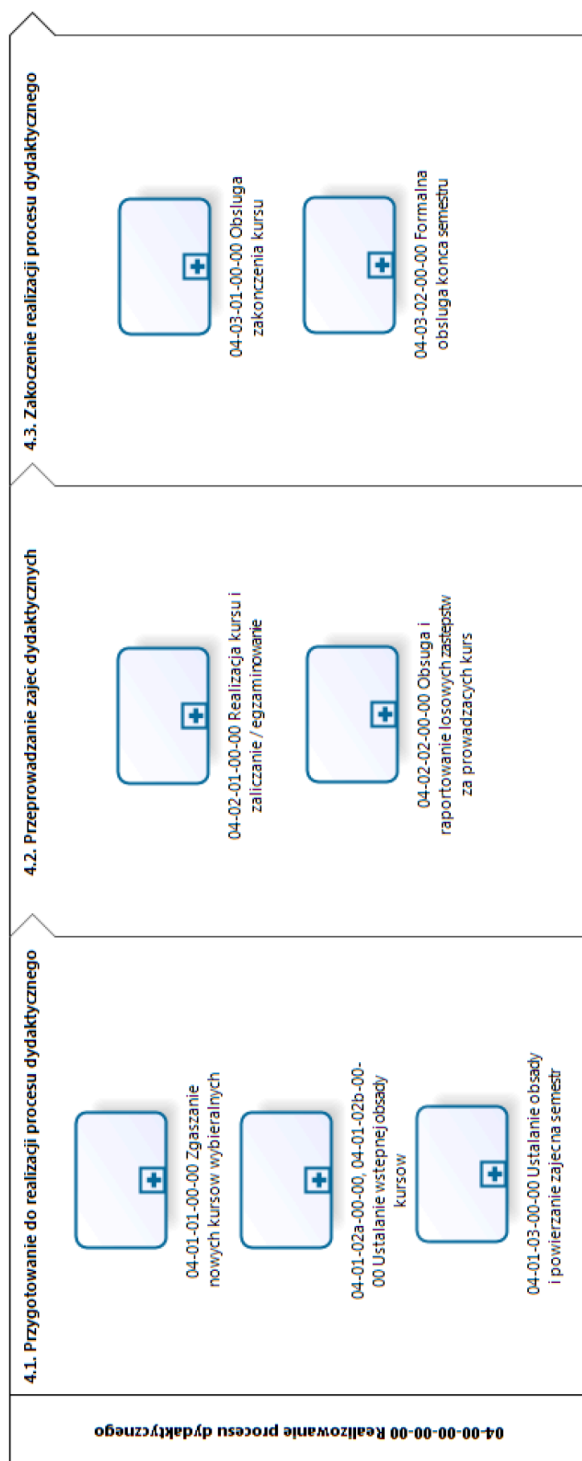 04-00-00-00-00 Realizowanie procesu dydaktycznego
4.1. Przygotowanie do realizacji procesu dydaktycznego
04-01-01-00-00 Zgaszanie
nowych kursow wybieralnych
04-01-02a-00-00, 04-01-02b-00-
00 Ustalanie wstepnej obsady
kursow
04-01-03-00-00 Ustalanie obsady
i powierzanie zajec na semestr
4.2. Przeprowadzanie zajec dydaktycznych
04-02-01-00-00 Realizacja kursu i
zaliczanie / egzaminowanie
04-02-02-00-00 Obsuga i
raportowanie losowych zastepstw
za prowadzacych kurs
4.3. Zakoczenie realizacji procesu dydaktycznego
04-03-01-00-00 Obsluga
zakonczenia kursu
04-03-02-00-00 Formalna
obsluga konca semestru